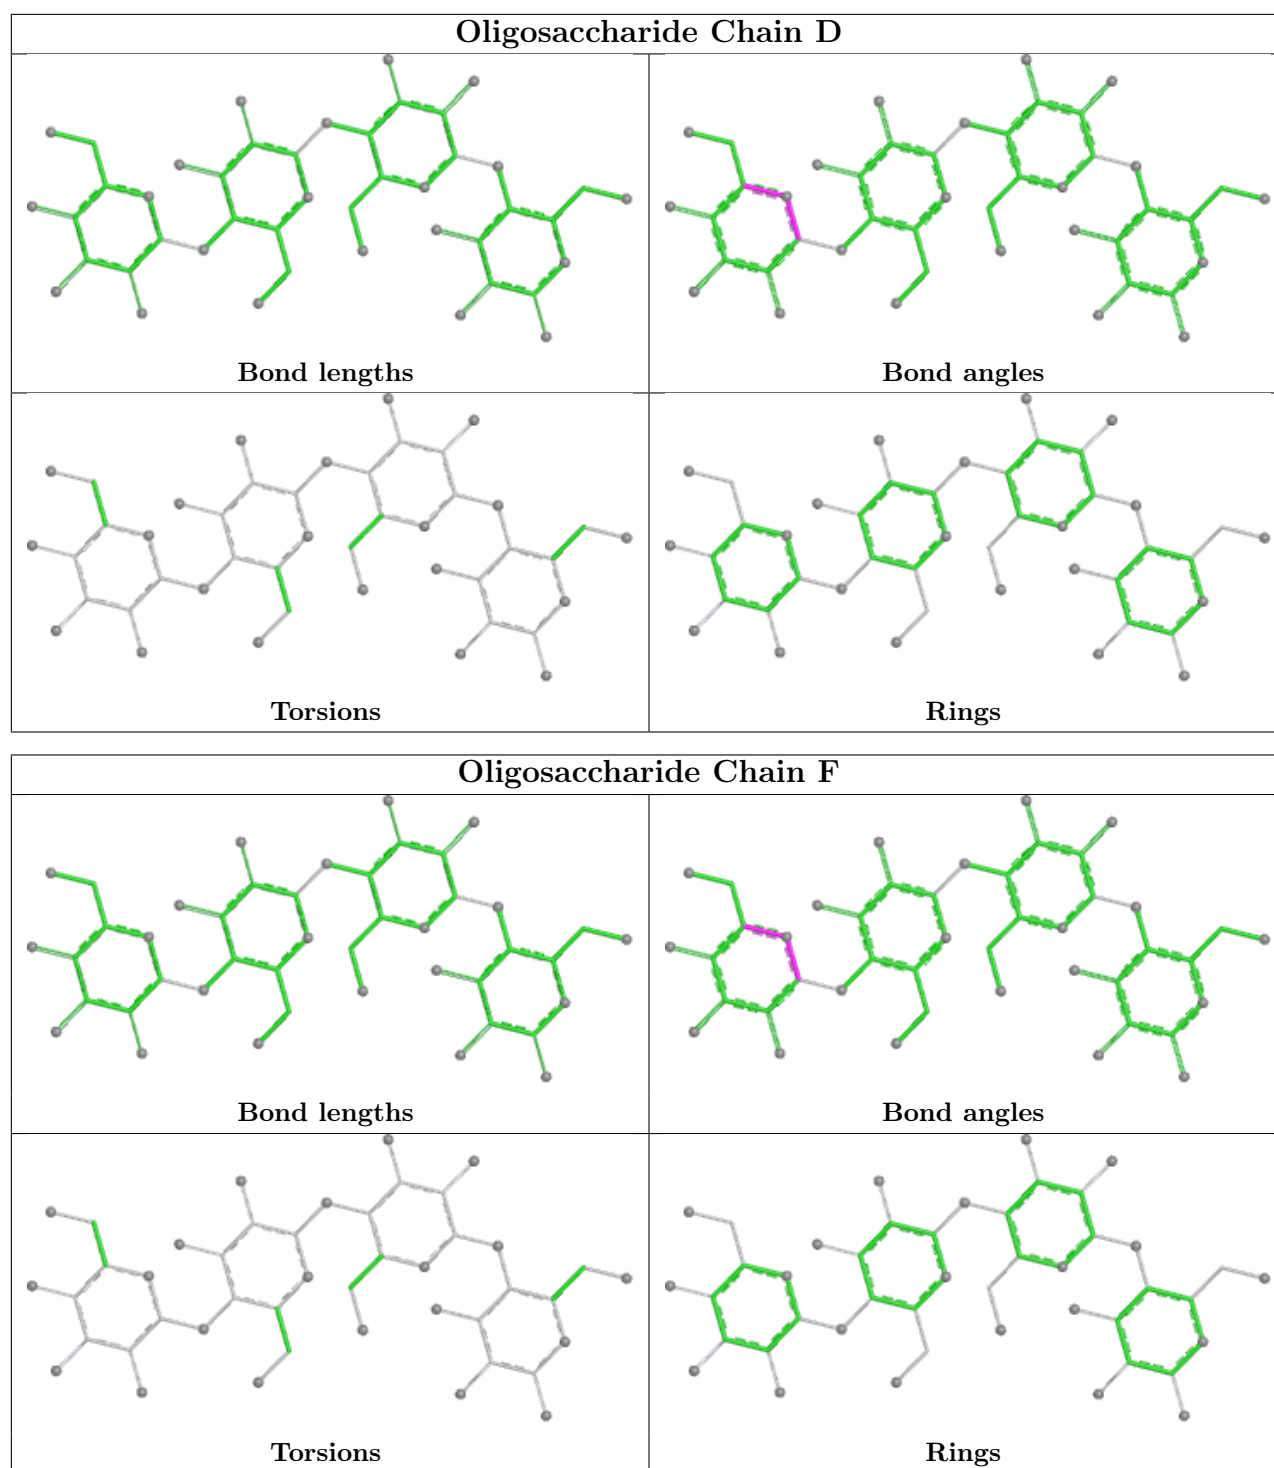 Oligosaccharide Chain D
Bond lengths
Bond angles
Torsions
Rings
Oligosaccharide Chain F
Bond lengths
Bond angles
Torsions
Rings